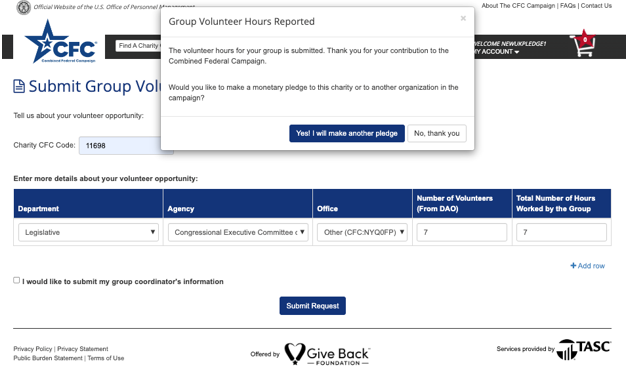 Official Website of the U.S. Office of Personnel
About The CFC Campaign | FAQs | Contact Us
CFC
Combined Federal Campaign
Find A Charity
WELCOME NEWUKPLEDGE1
MY ACCOUNT
0
Group Volunteer Hours Reported
×
The volunteer hours for your group is submitted. Thank you for your contribution to the
Combined Federal Campaign.
Would you like to make a monetary pledge to this charity or to another organization in the
campaign?
Yes! I will make another pledge
No, thank you
Submit Group Volu
Tell us about your volunteer opportunity:
Charity CFC Code:
11698
Enter more details about your volunteer opportunity:
Department
Agency
Office
Number of Volunteers
(From DAO)
Total Number of Hours
Worked by the Group
Legislative
Congressional Executive Committee c
Other (CFC:NYQ0FP)
7
7
+ Add row
I would like to submit my group coordinator's information
Submit Request
Privacy Policy | Privacy Statement
Public Burden Statement | Terms of Use
Offered by
Give Back
FOUNDATION
Services provided by
TASC